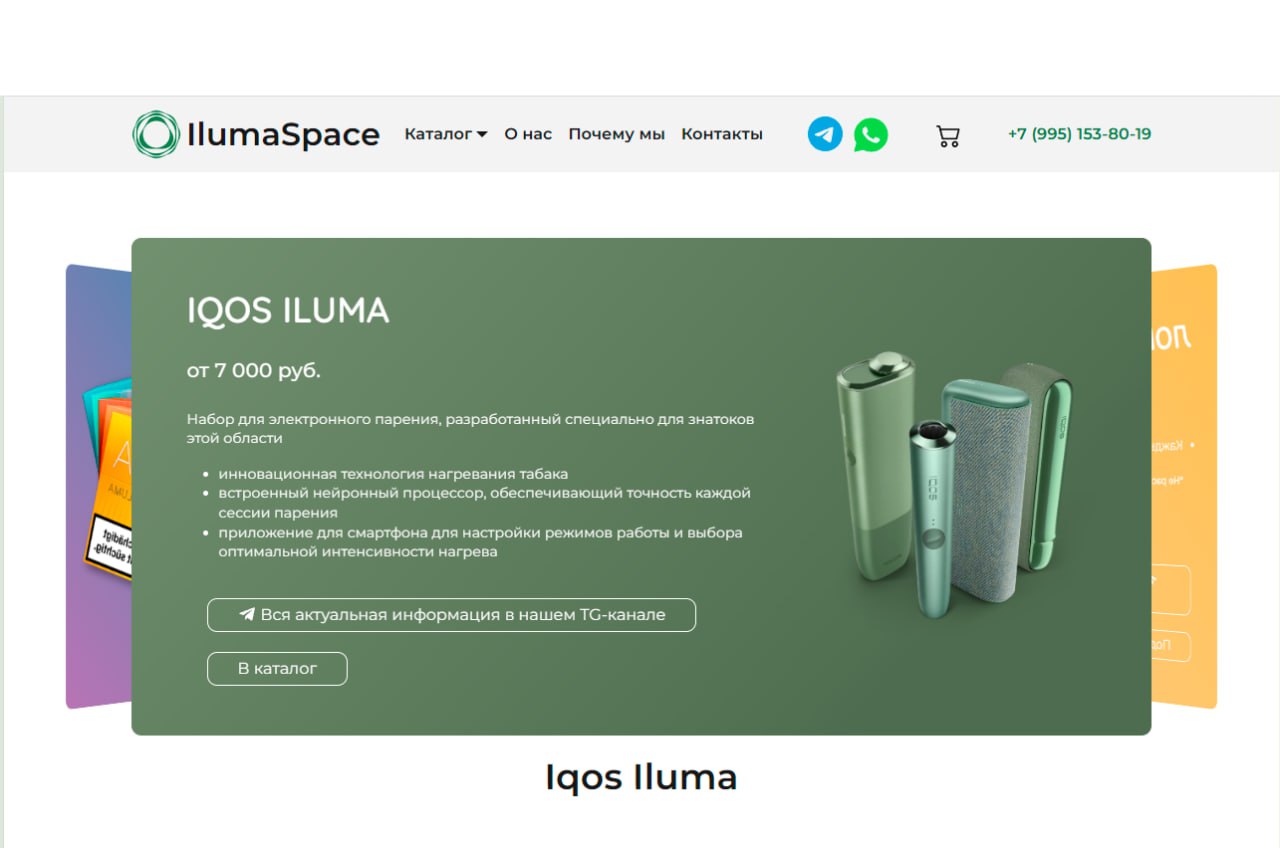 IlumaSpace Каталог О нас Почему мы Контакты +7 (995) 153-80-19
IQOS ILUMA
от 7 000 руб.
Набор для электронного парения, разработанный специально для знатоков
этой области
• инновационная технология нагревания табака
• встроенный нейронный процессор, обеспечивающий точность каждой
сессии парения
• приложение для смартфона для настройки режимов работы и выбора
оптимальной интенсивности нагрева
IQOS
IQOS
Вся актуальная информация в нашем TG-канале
В каталог
Iqos Iluma